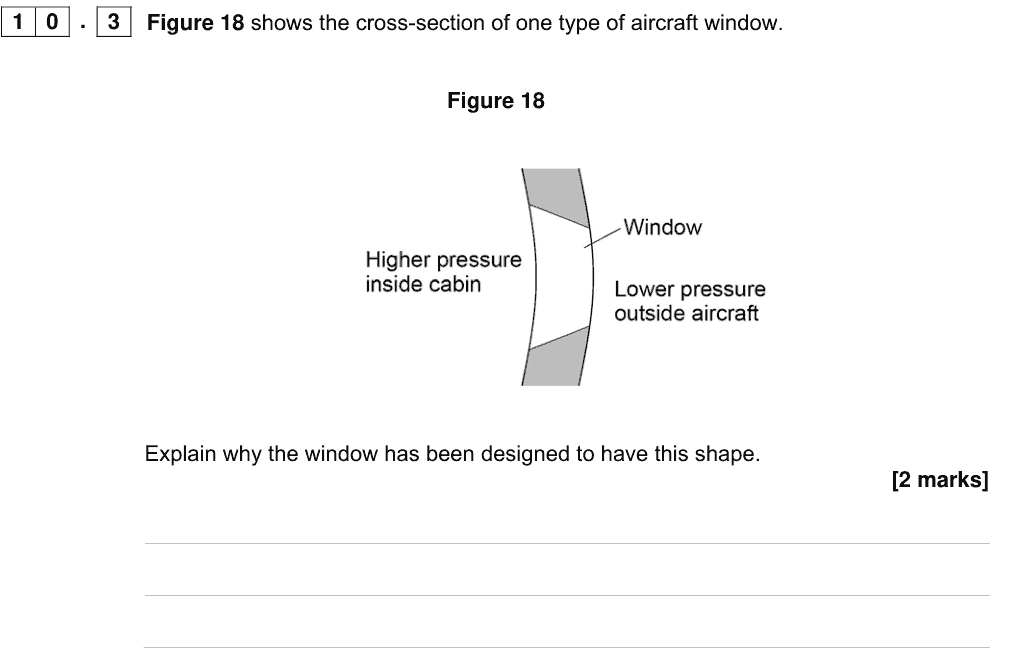 1 0 . 3 Figure 18 shows the cross-section of one type of aircraft window.
Figure 18
Window
Higher pressure
inside cabin
Lower pressure
outside aircraft
Explain why the window has been designed to have this shape.
[2 marks]